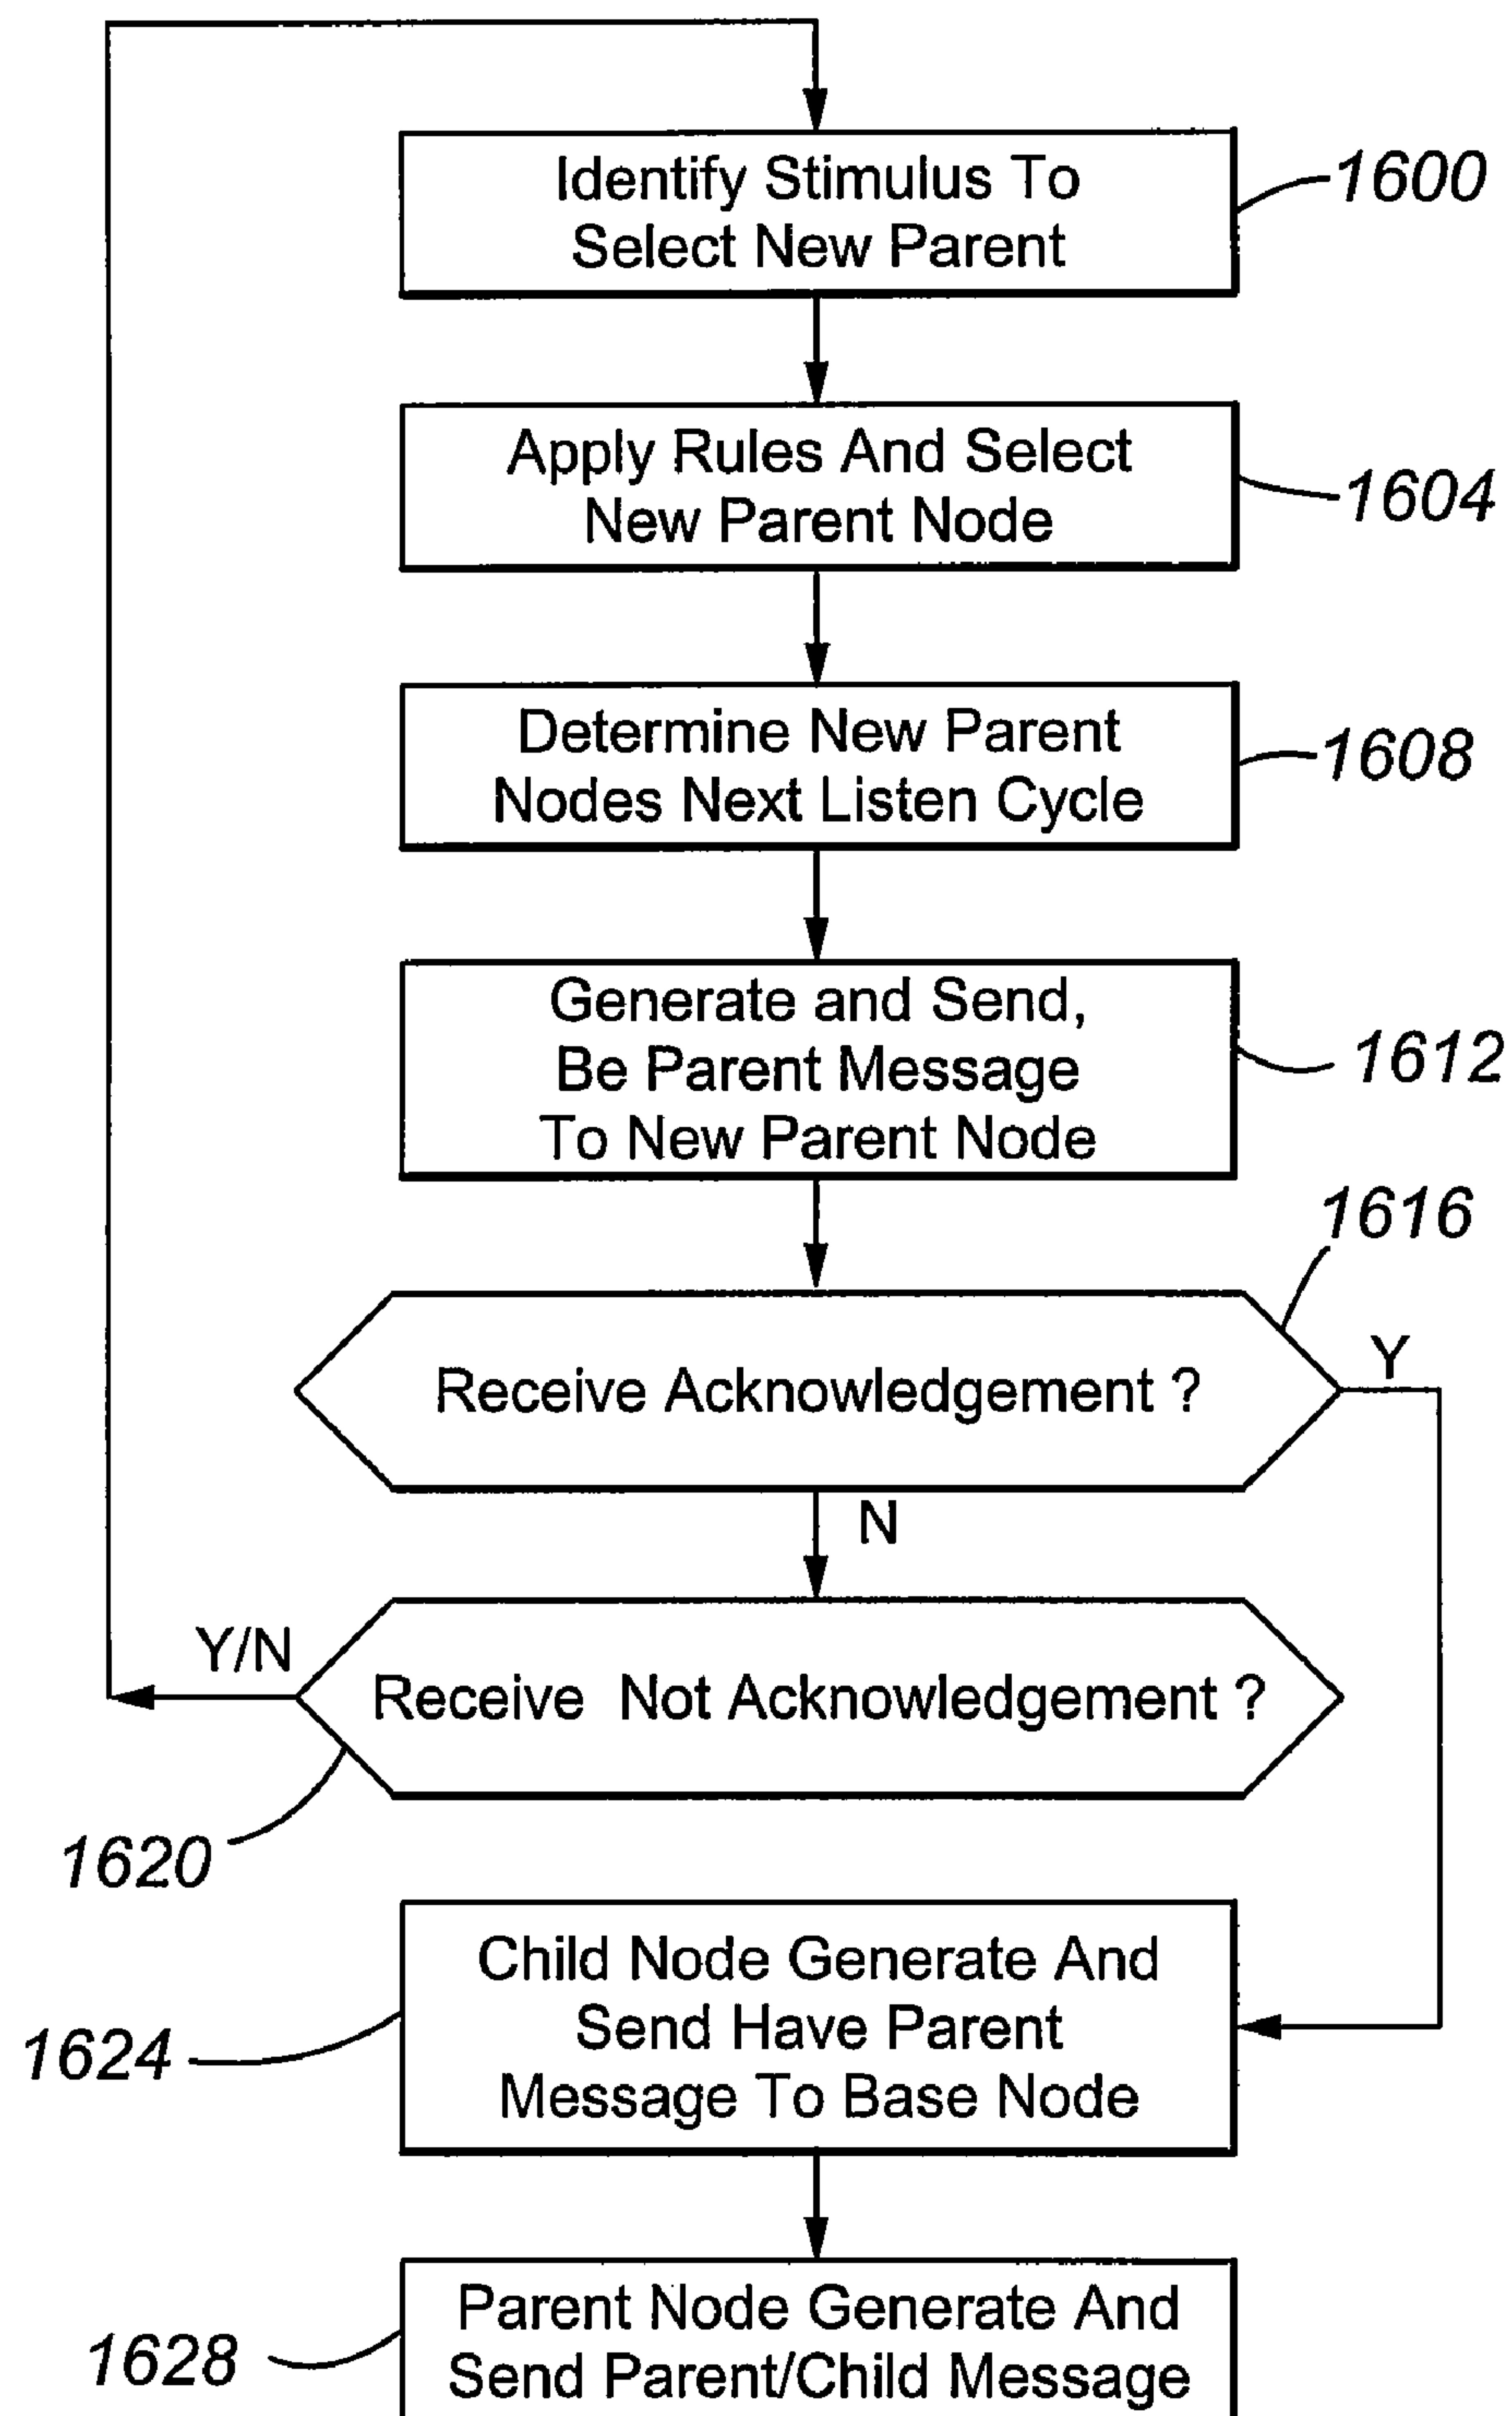 Identify Stimulus To
Select New Parent
1600
Apply Rules And Select
New Parent Node
1604
Determine New Parent
Nodes Next Listen Cycle
1608
Generate and Send,
Be Parent Message
To New Parent Node
1612
1616
Receive Acknowledgement ?
Y
N
Y/N
Receive Not Acknowledgement ?
1620
Child Node Generate And
Send Have Parent
Message To Base Node
1624
Parent Node Generate And
Send Parent/Child Message
1628